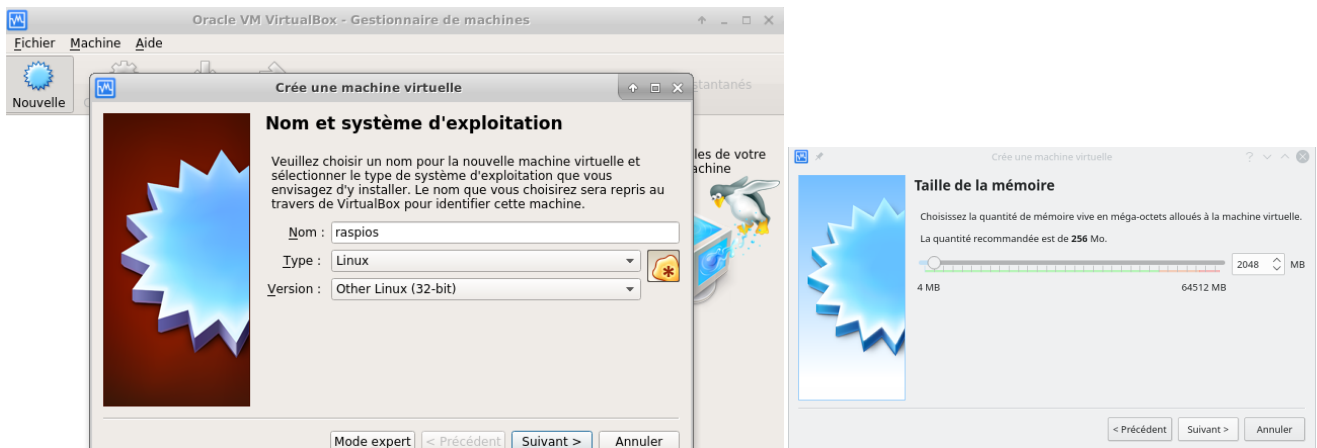 Oracle VM VirtualBox - Gestionnaire de machines
Fichier Machine Aide
Nouvelle
stantanés
Crée une machine virtuelle
Nom et système d'exploitation
Veuillez choisir un nom pour la nouvelle machine virtuelle et
sélectionner le type de système d'exploitation que vous
envisagez d'y installer. Le nom que vous choisirez sera repris au
travers de VirtualBox pour identifier cette machine.
Nom : raspios
Type : Linux
Version : Other Linux (32-bit)
Mode expert < Précédent Suivant > Annuler
les de votre
achine
Crée une machine virtuelle
Taille de la mémoire
Choisissez la quantité de mémoire vive en méga-octets alloués à la machine virtuelle.
La quantité recommandée est de 256 Mo.
2048 MB
4 MB 64512 MB
< Précédent Suivant > Annuler